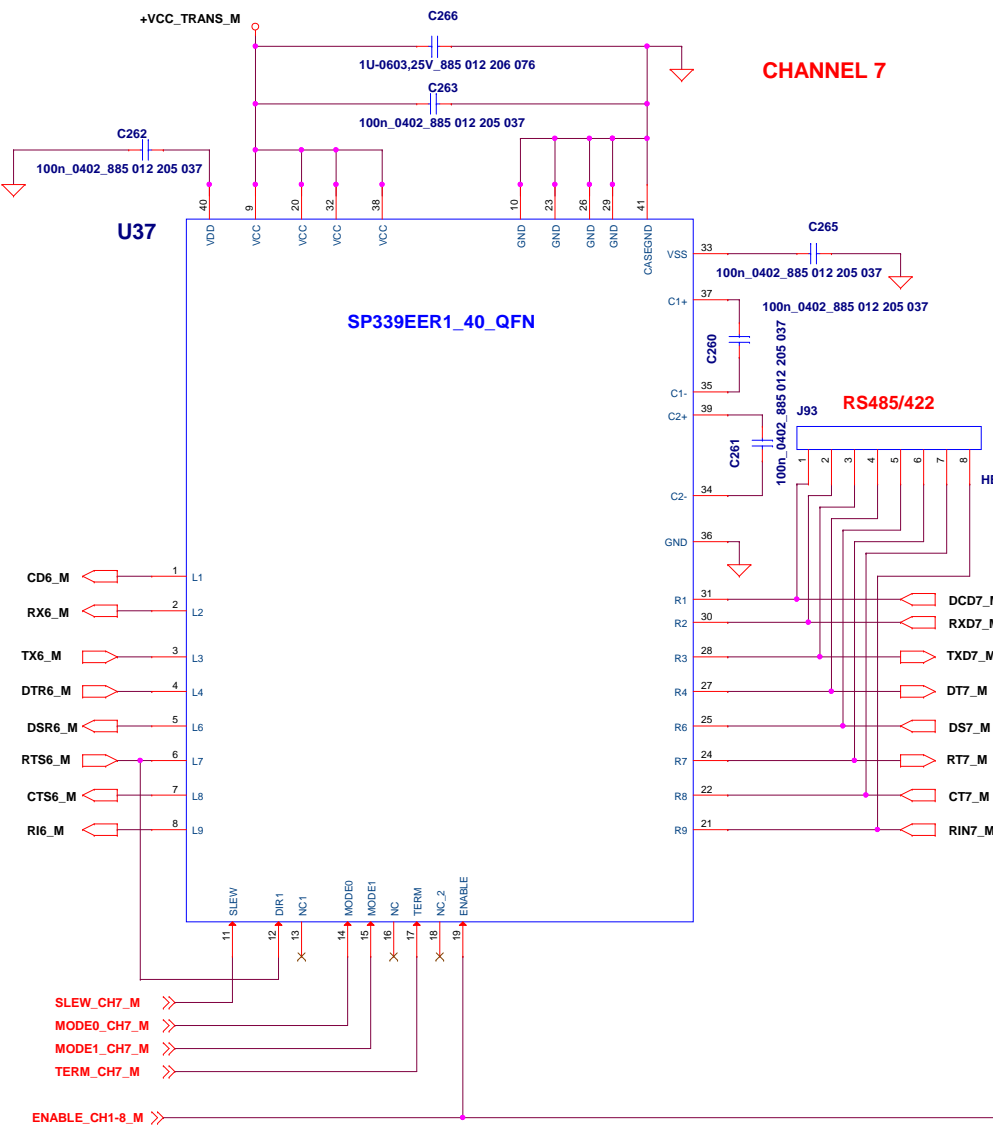 +VCC_TRANS_M
C266
1U-0603,25V_885 012 206 076
CHANNEL 7
C263
100n_0402_885 012 205 037
C262
100n_0402_885 012 205 037
U37
40
9
20
32
38
10
23
26
29
41
VDD
VCC
VCC
VCC
VCC
GND
GND
GND
GND
CASEGND
VSS
33
C265
100n_0402_885 012 205 037
SP339EER1_40_QFN
C1+
37
100n_0402_885 012 205 037
C260
100n_0402_885 012 205 037
C1-
35
C2+
39
C261
C2-
34
J93
RS485/422
1
2
3
4
5
6
7
8
GND
36
CD6_M
1
L1
RX6_M
2
L2
TX6_M
3
L3
DTR6_M
4
L4
DSR6_M
5
L6
RTS6_M
6
L7
CTS6_M
7
L8
RI6_M
8
L9
R1
31
DCD7_M
R2
30
RXD7_M
R3
28
TXD7_M
R4
27
DT7_M
R6
25
DS7_M
R7
24
RT7_M
R8
22
CT7_M
R9
21
RIN7_M
SLEW
DIR1
NC1
MODE0
MODE1
NC
TERM
NC_2
ENABLE
11
12
13
14
15
16
17
18
19
SLEW_CH7_M
MODE0_CH7_M
MODE1_CH7_M
TERM_CH7_M
ENABLE_CH1-8_M